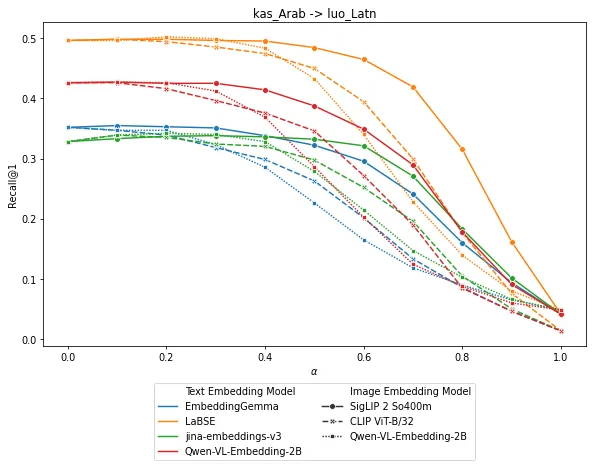 kas_Arab -> luo_Latn
Recall@1
0.5
0.4
0.3
0.2
0.1
0.0
0.0 0.2 0.4 0.6 0.8 1.0
α
Text Embedding Model
EmbeddingGemma
LaBSE
jina-embeddings-v3
Qwen-VL-Embedding-2B
Image Embedding Model
SigLIP 2 So400m
CLIP ViT-B/32
Qwen-VL-Embedding-2B